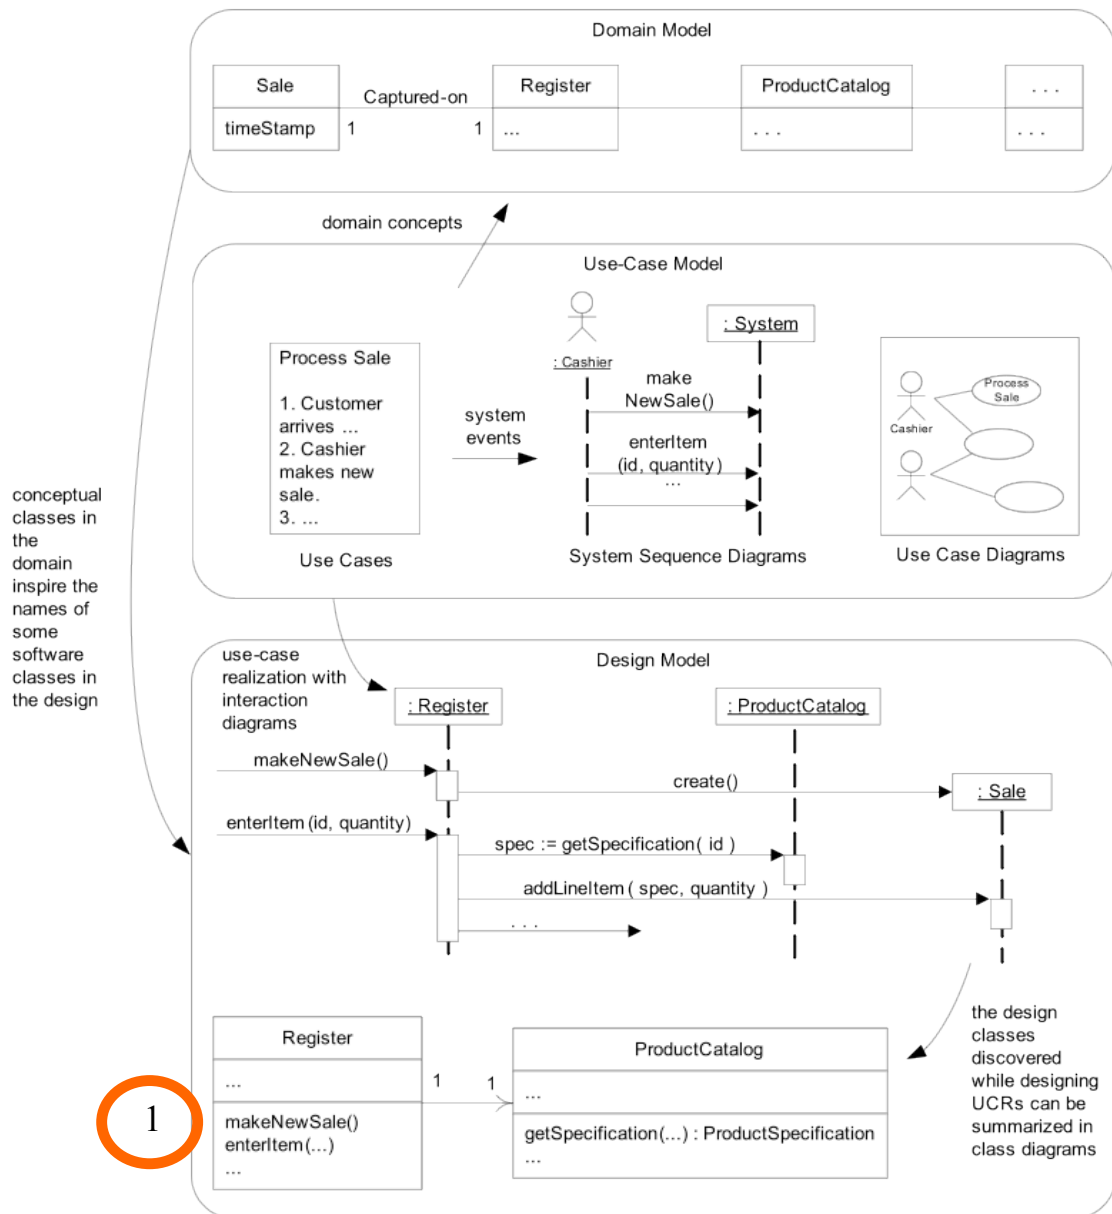 Domain Model
Sale
Captured-on
Register
ProductCatalog
. . .
timeStamp
1
1
...
. . .
. . .
domain concepts
Use-Case Model
Process Sale
1. Customer
arrives ...
2. Cashier
makes new
sale.
3. ...
Use Cases
system
events
: Cashier
: System
make
NewSale()
enterItem
(id, quantity)
...
System Sequence Diagrams
Process
Sale
Cashier
Use Case Diagrams
conceptual
classes in
the
domain
inspire the
names of
some
software
classes in
the design
Design Model
use-case
realization with
interaction
diagrams
: Register
: ProductCatalog
makeNewSale()
create()
: Sale
enterItem(id, quantity)
spec := getSpecification( id )
addLineItem( spec, quantity )
. . .
the design
classes
discovered
while designing
UCRs can be
summarized in
class diagrams
Register
...
makeNewSale()
enterItem(...)
...
1
1
ProductCatalog
...
getSpecification(...) : ProductSpecification
...
1